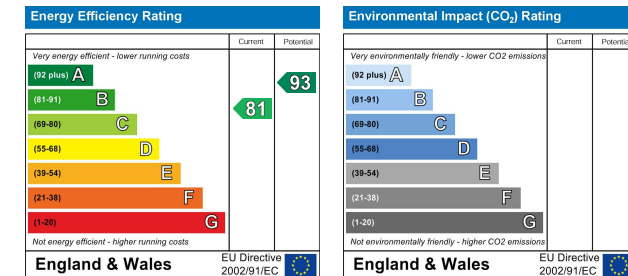 Energy Efficiency Rating
Current Potential
Very energy efficient - lower running costs
(92 plus) A
(81-91) B
(69-80) C
(55-68) D
(39-54) E
(21-38) F
(1-20) G
81
93
Not energy efficient - higher running costs
England & Wales
EU Directive
2002/91/EC
Environmental Impact (CO₂) Rating
Current Potentia
Very environmentally friendly - lower CO2 emissions
(92 plus) A
(81-91) B
(69-80) C
(55-68) D
(39-54) E
(21-38) F
(1-20) G
Not environmentally friendly - higher CO2 emissions
England & Wales
EU Directive
2002/91/EC